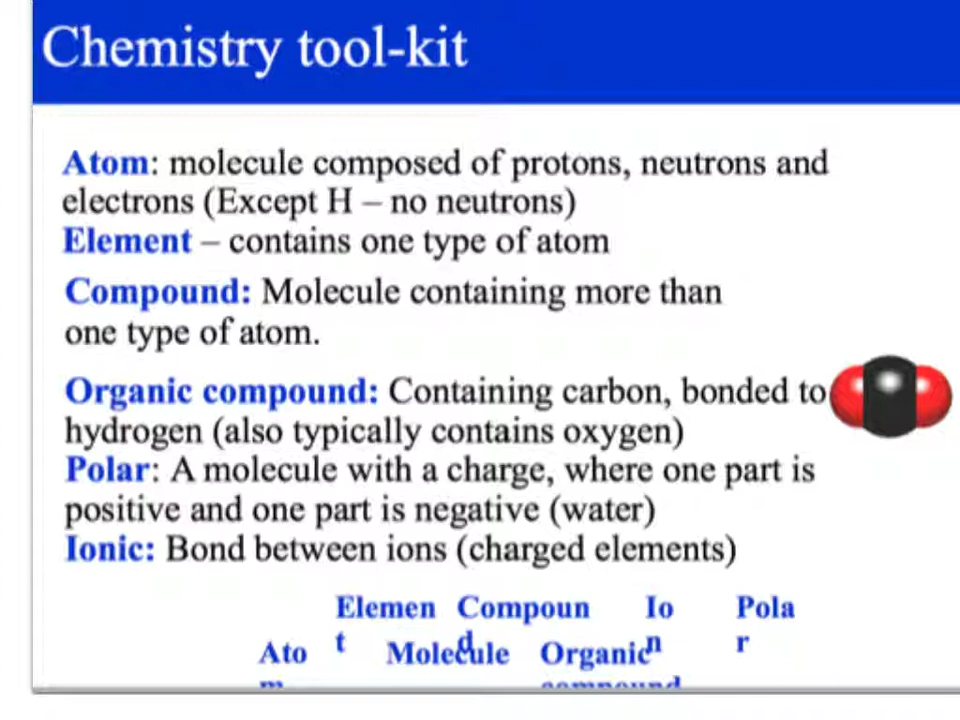 Chemistry tool-kit
Atom: molecule composed of protons, neutrons and
electrons (Except H – no neutrons)
Element – contains one type of atom
Compound: Molecule containing more than
one type of atom.
Organic compound: Containing carbon, bonded to
hydrogen (also typically contains oxygen)
Polar: A molecule with a charge, where one part is
positive and one part is negative (water)
Ionic: Bond between ions (charged elements)
Elemen Compoun Io Pola
t d n r
Ato Molecule Organic
m compound